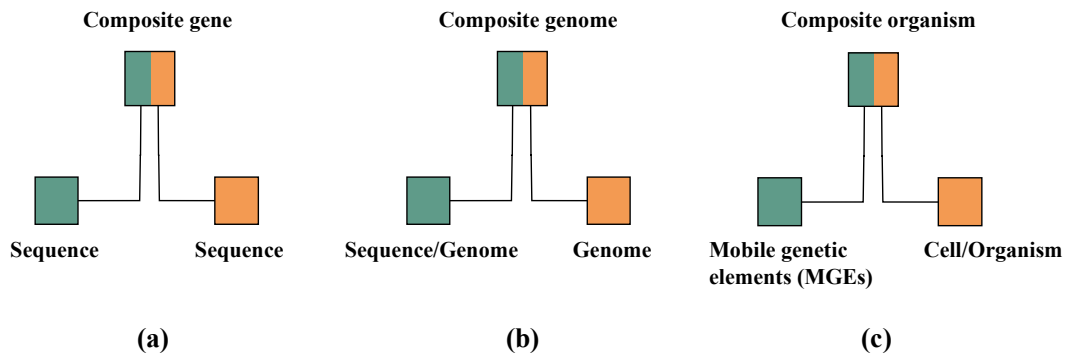 Composite gene
Composite genome
Composite organism
Sequence
Sequence
Sequence/Genome
Genome
Mobile genetic
elements (MGEs)
Cell/Organism
(a)
(b)
(c)